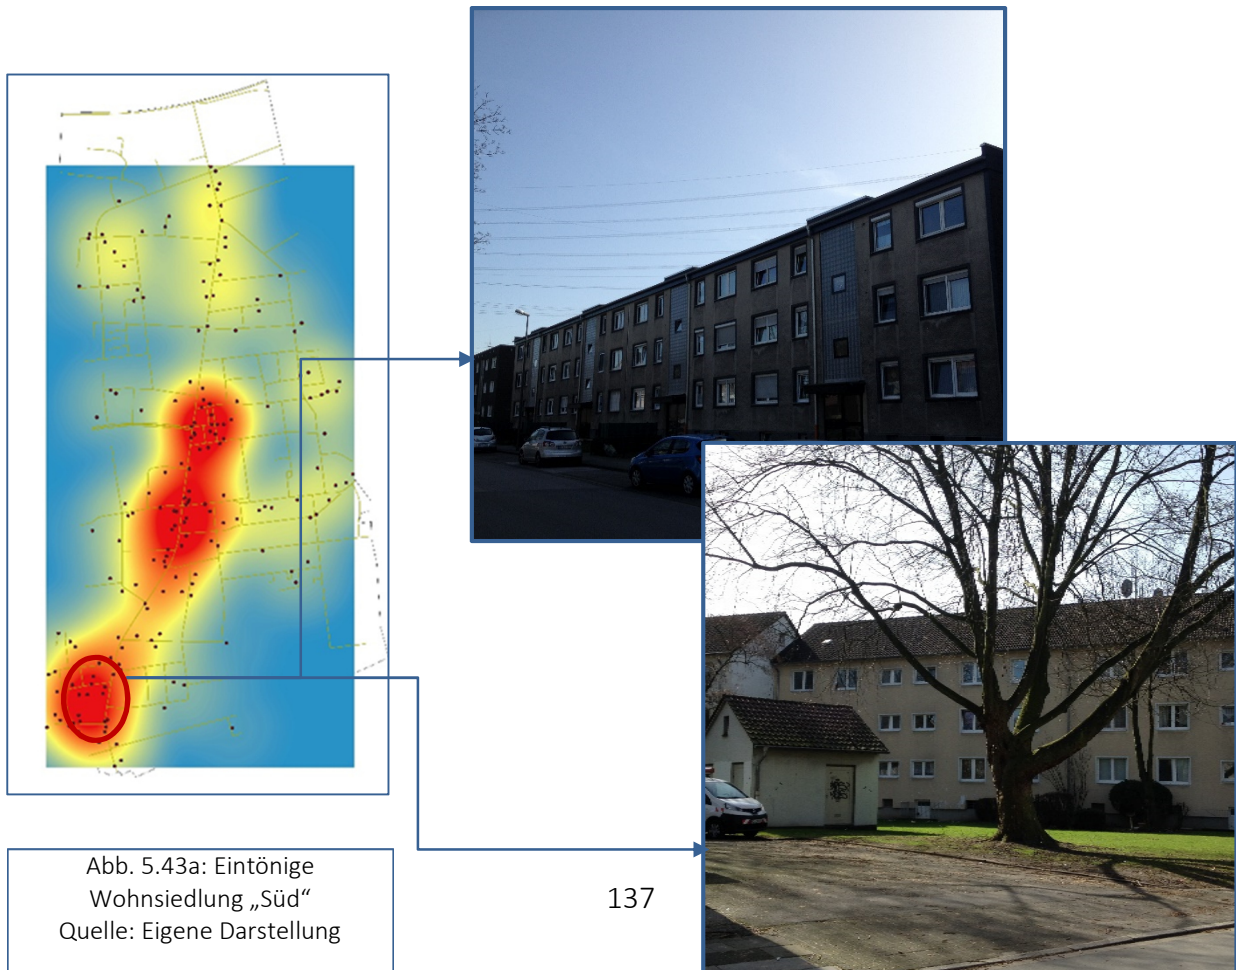 Abb. 5.43a: Eintönige
Wohnsiedlung „Süd“
Quelle: Eigene Darstellung
137